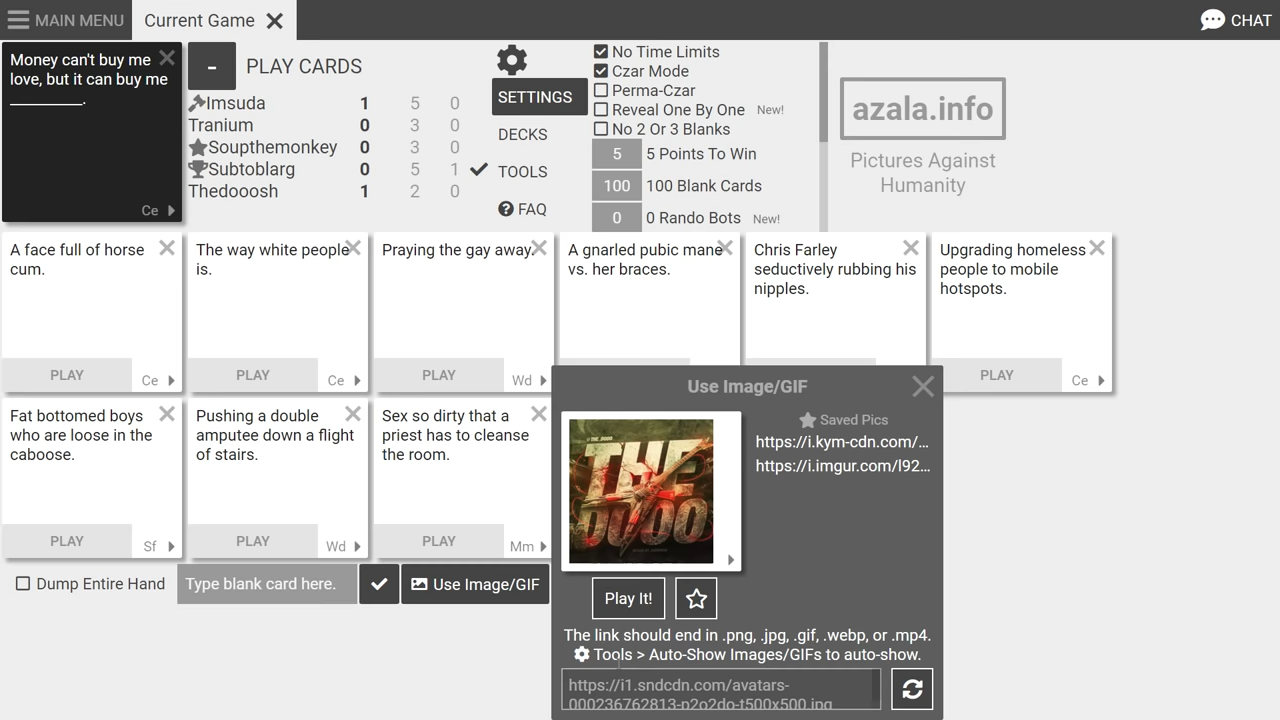 MAIN MENU
Current Game
CHAT
Money can't buy me
love, but it can buy me
________.
Ce
-
PLAY CARDS
Imsuda 1 5 0
Tranium 0 3 0
Soupthemonkey 0 3 0
Subtoblarg 0 5 1
Thedooosh 1 2 0
SETTINGS
DECKS
TOOLS
FAQ
No Time Limits
Czar Mode
Perma-Czar
Reveal One By One New!
No 2 Or 3 Blanks
5 5 Points To Win
100 100 Blank Cards
0 0 Rando Bots New!
azala.info
Pictures Against
Humanity
A face full of horse
cum.
PLAY
Ce
The way white people
is.
PLAY
Ce
Praying the gay away.
PLAY
Wd
A gnarled pubic mane
vs. her braces.
Chris Farley
seductively rubbing his
nipples.
Upgrading homeless
people to mobile
hotspots.
PLAY
Ce
Fat bottomed boys
who are loose in the
caboose.
PLAY
Sf
Pushing a double
amputee down a flight
of stairs.
PLAY
Wd
Sex so dirty that a
priest has to cleanse
the room.
PLAY
Mm
Dump Entire Hand
Type blank card here.
Use Image/GIF
Use Image/GIF
THE
DOOO
Saved Pics
https://i.kym-cdn.com/...
https://i.imgur.com/l92...
Play It!
The link should end in .png, .jpg, .gif, .webp, or .mp4.
Tools > Auto-Show Images/GIFs to auto-show.
https://i1.sndcdn.com/avatars-
000236762813-p2o2do-t500x500.jpg